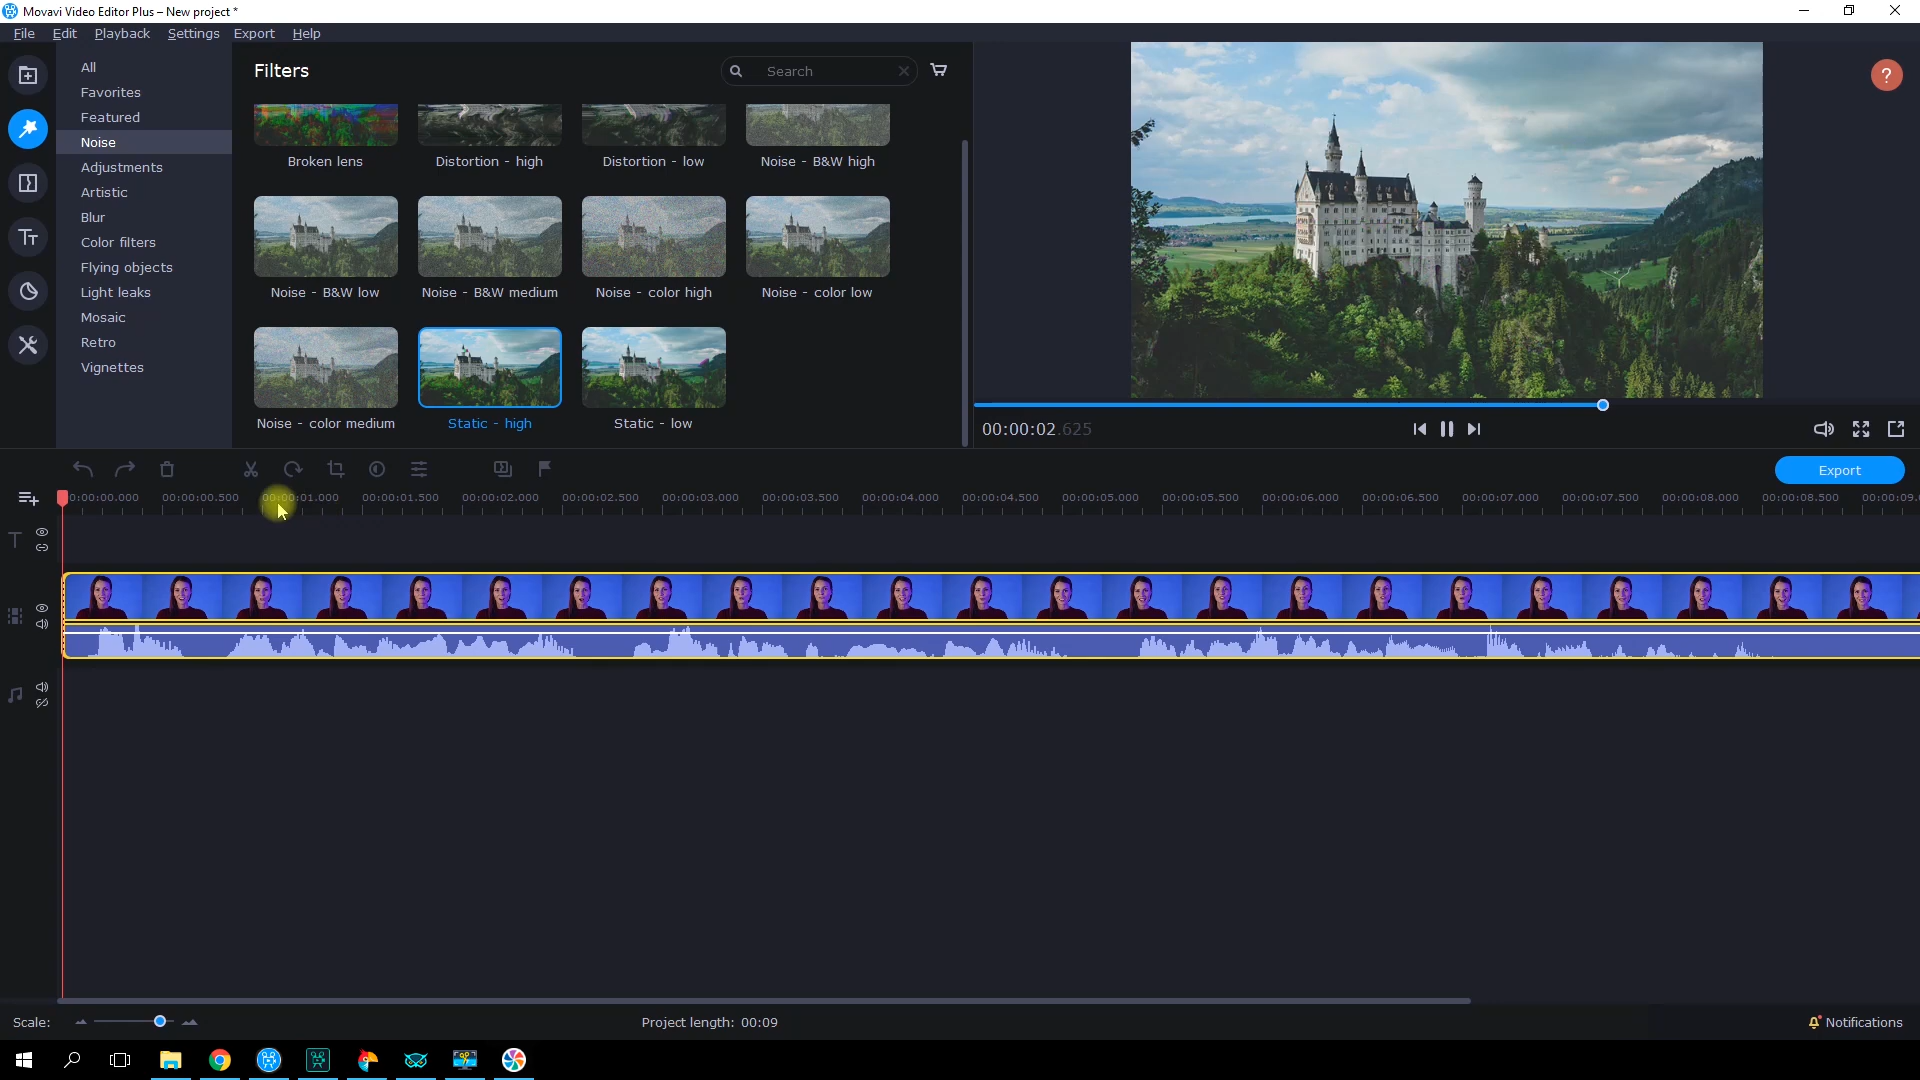 Movavi Video Editor Plus – New project *
File Edit Playback Settings Export Help
All
Favorites
Featured
Noise
Adjustments
Artistic
Blur
Color filters
Flying objects
Light leaks
Mosaic
Retro
Vignettes
Filters
Search
Broken lens Distortion - high Distortion - low Noise - B&W high
Noise - B&W low Noise - B&W medium Noise - color high Noise - color low
Noise - color medium Static - high Static - low
?
00:00:02.625
Export
0:00:00.000 00:00:00.500 00:00:01.000 00:00:01.500 00:00:02.000 00:00:02.500 00:00:03.000 00:00:03.500 00:00:04.000 00:00:04.500 00:00:05.000 00:00:05.500 00:00:06.000 00:00:06.500 00:00:07.000 00:00:07.500 00:00:08.000 00:00:08.500 00:00:09.
Scale:
Project length: 00:09
Notifications